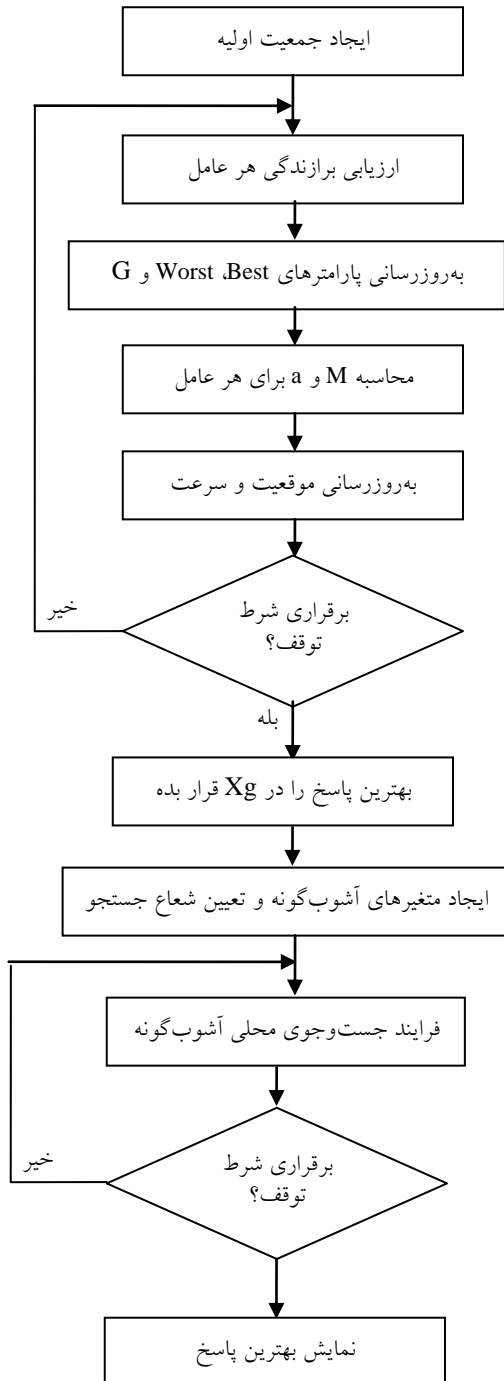 ایجاد جمعیت اولیه
ارزیابی برازندگی هر عامل
به‌روزرسانی پارامترهای Best، Worst و G
محاسبه M و a برای هر عامل
به‌روزرسانی موقعیت و سرعت
برقراری شرط
توقف؟
خیر
بله
بهترین پاسخ را در Xg قرار بده
ایجاد متغیرهای آشوب‌گونه و تعیین شعاع جستجو
فرایند جست‌وجوی محلی آشوب‌گونه
برقراری شرط
توقف؟
خیر
نمایش بهترین پاسخ